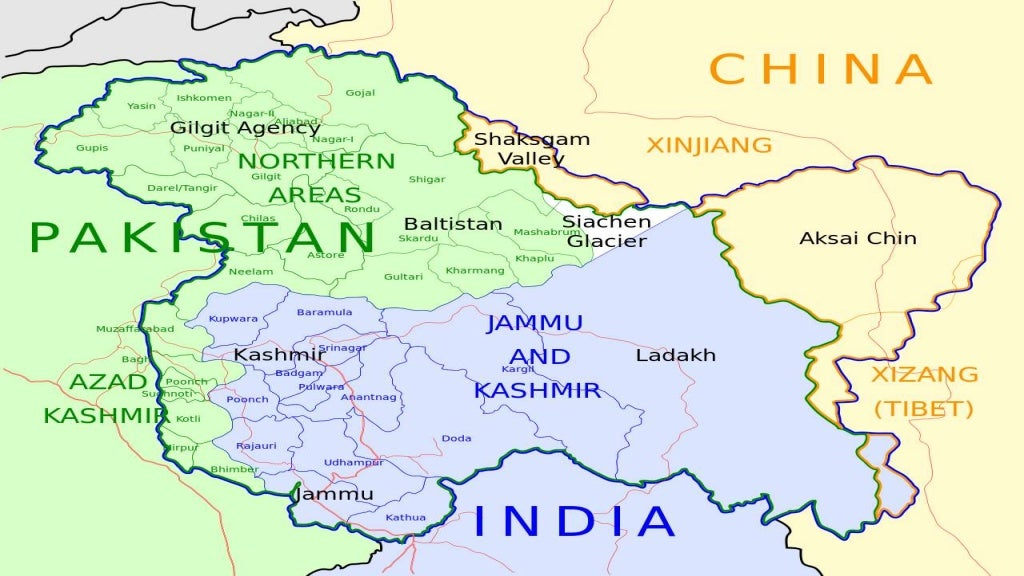 CHINA
XINJIANG
Shaksgam
Valley
Gojal
Ishkomen
Yasin
Nagar-II
Aliabad
Gilgit Agency
Nagar-I
Gupis
Puniyal
NORTHERN
AREAS
Gilgit
Darel/Tangir
Shigar
Rondu
Chilas
PAKISTAN
Baltistan
Skardu
Mashabrum
Siachen
Glacier
Aksai Chin
Astore
Khaplu
Neelam
Gultari
Kharmang
Kupwara
Baramula
JAMMU
AND
KASHMIR
Muzaffarabad
Kashmir
Srinagar
Ladakh
Bagh
Badgam
Kargil
XIZANG
(TIBET)
AZAD
KASHMIR
Poonch
Sudhnoti
Pulwara
Poonch
Anantnag
Kotli
Doda
Mirpur
Rajauri
Bhimber
Udhampur
Jammu
Kathua
INDIA